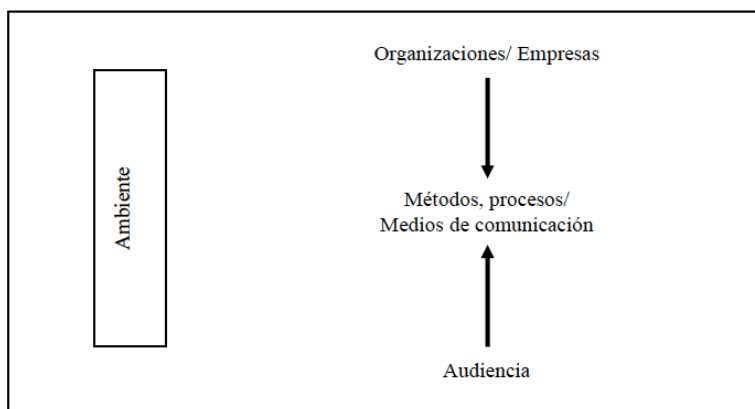 Organizaciones/ Empresas
Ambiente
Métodos, procesos/
Medios de comunicación
Audiencia